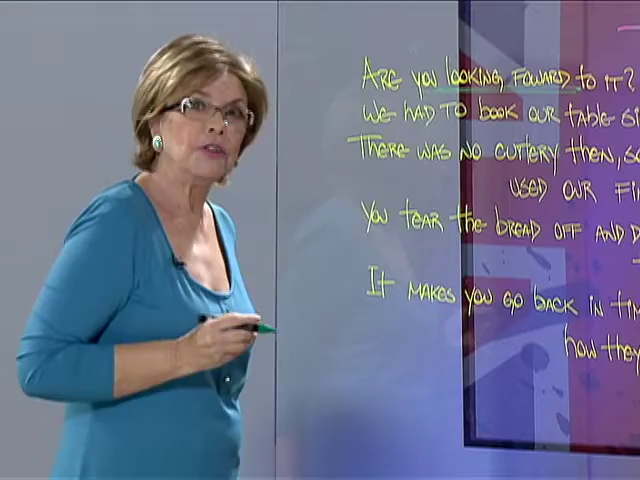 Are you looking foward to it?
We had to book our table
There was no cutlery then,
used our
You tear the bread off and
It makes you go back in
how they